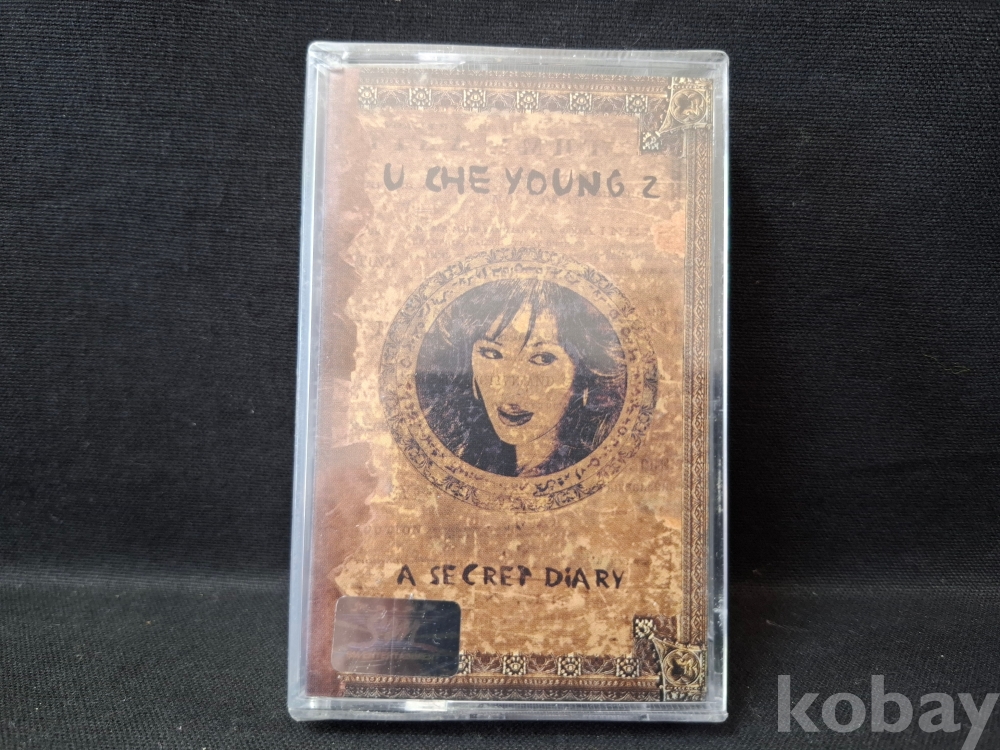 U CHE YOUNG 2
A SECRET DiARY
kobay